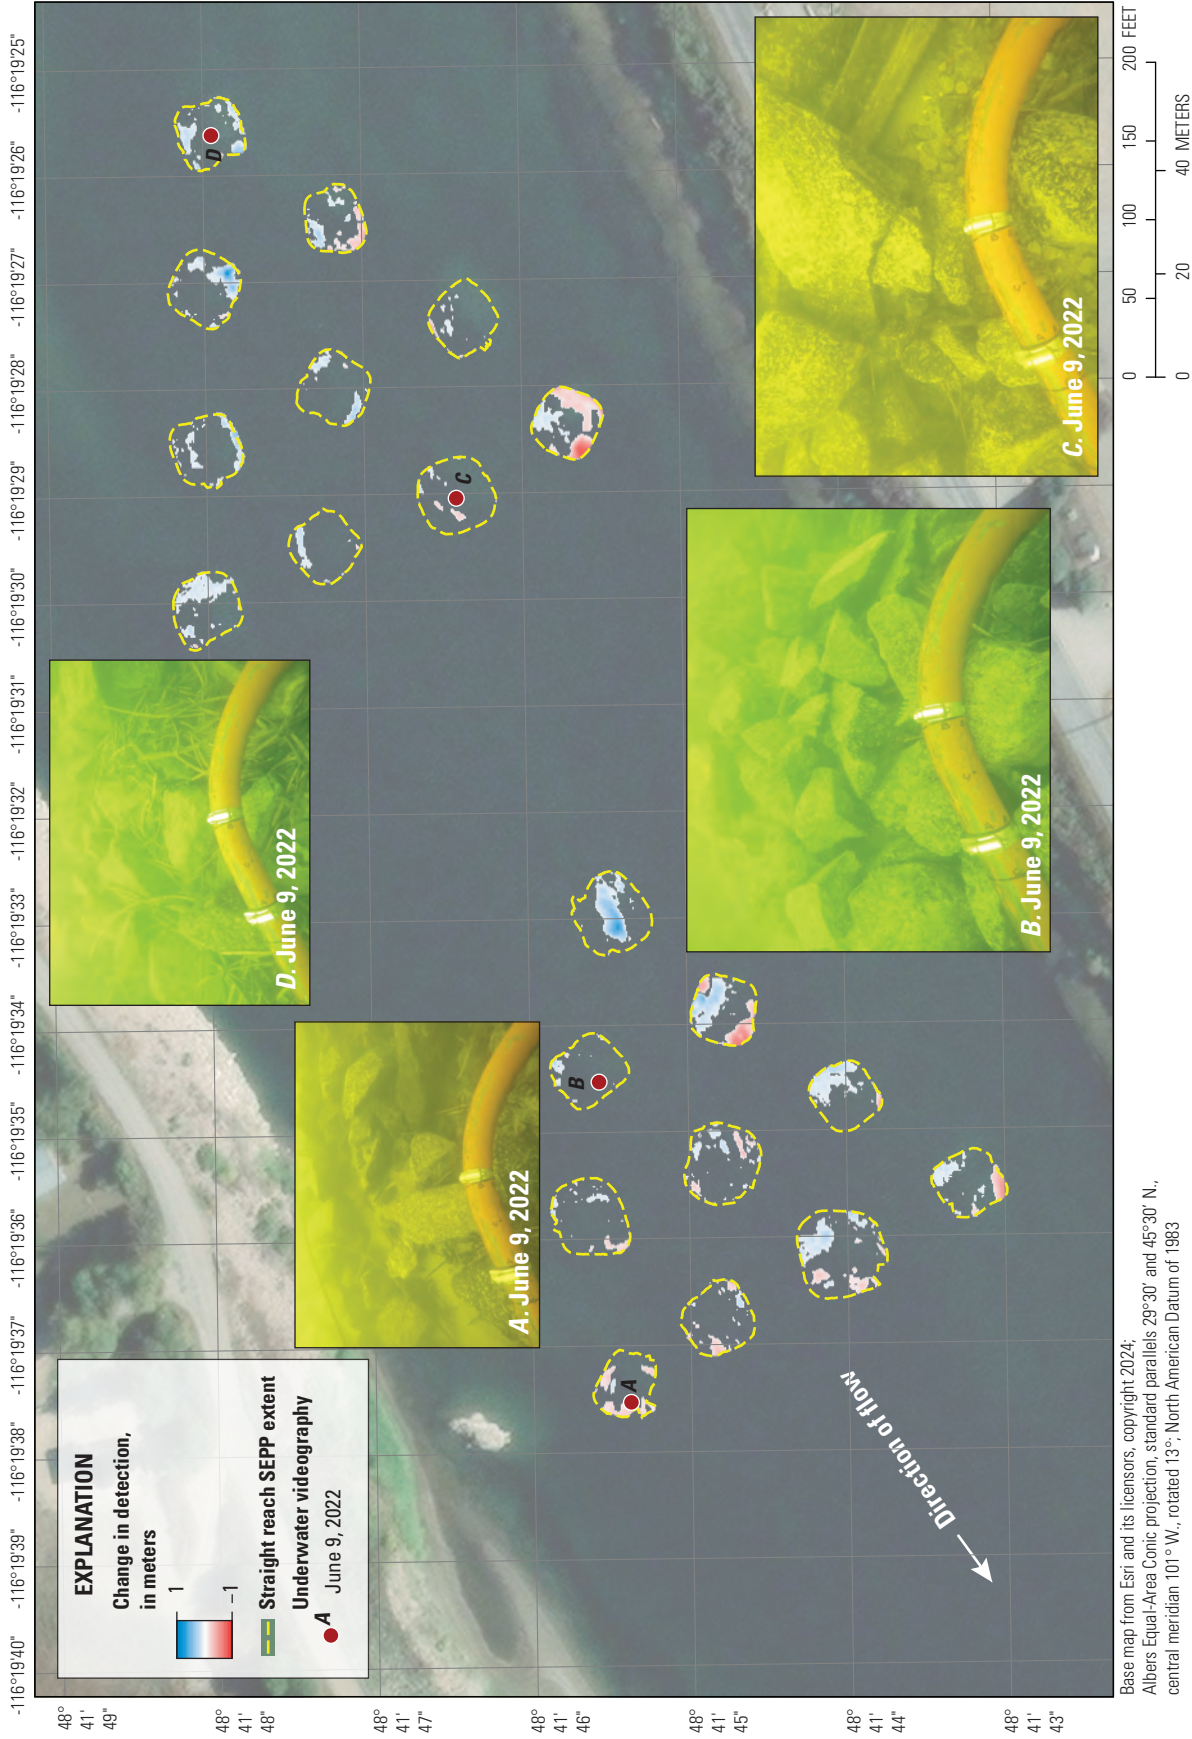 -116°19'40"
-116°19'39"
-116°19'38"
-116°19'37"
-116°19'36"
-116°19'35"
-116°19'34"
-116°19'33"
-116°19'32"
-116°19'31"
-116°19'30"
-116°19'29"
-116°19'28"
-116°19'27"
-116°19'26"
-116°19'25"
48°
41'
49"
48°
41'
48"
48°
41'
47"
48°
41'
46"
48°
41'
45"
48°
41'
44"
48°
41'
43"
EXPLANATION
Change in detection,
in meters
1
–1
Straight reach SEPP extent
Underwater videography
A June 9, 2022
D. June 9, 2022
A. June 9, 2022
B. June 9, 2022
C. June 9, 2022
A
B
C
D
Direction of flow
Base map from Esri and its licensors, copyright 2024;
Albers Equal-Area Conic projection, standard parallels 29°30' and 45°30' N.,
central meridian 101° W., rotated 13°; North American Datum of 1983
0 50 100 150 200 FEET
0 20 40 METERS